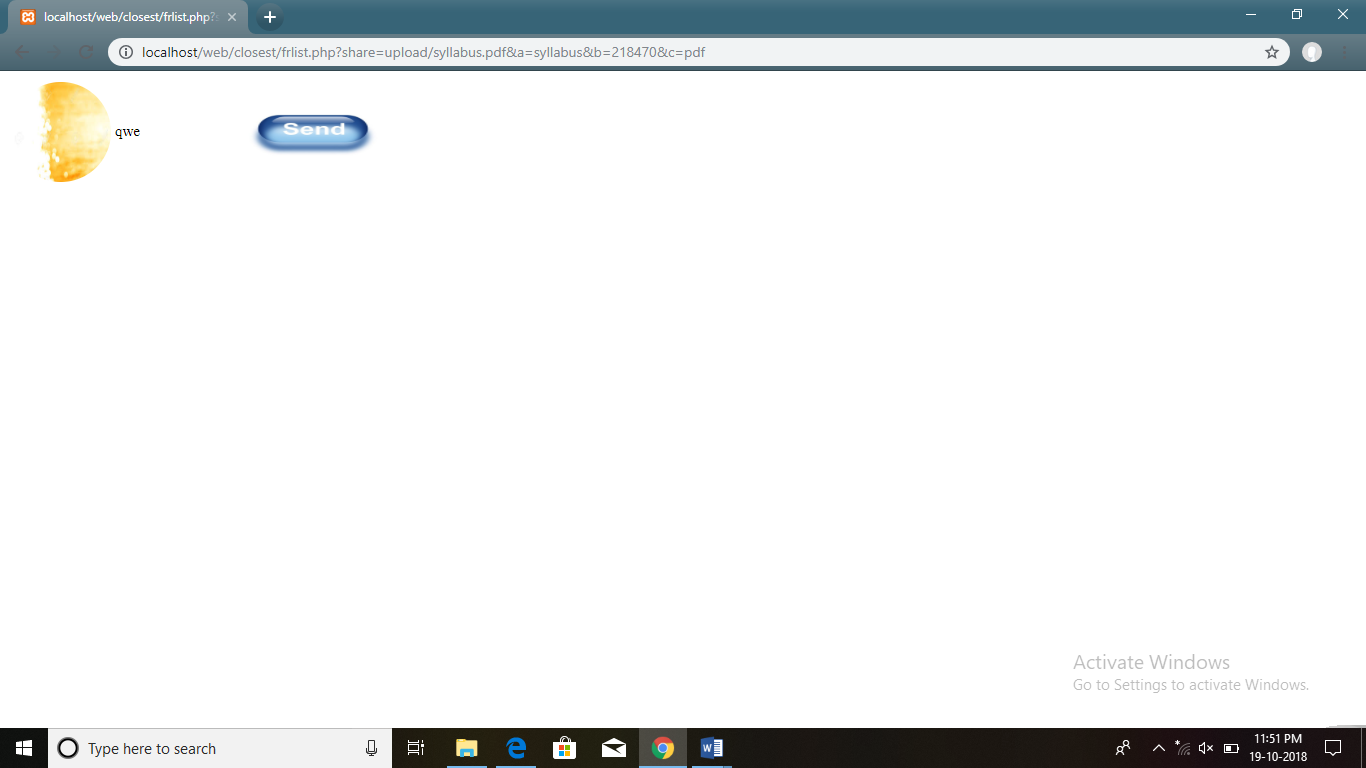 localhost/web/closest/frlist.php?s
localhost/web/closest/frlist.php?share=upload/syllabus.pdf&a=syllabus&b=218470&c=pdf
qwe
Send
Activate Windows
Go to Settings to activate Windows.
Type here to search
11:51 PM
19-10-2018